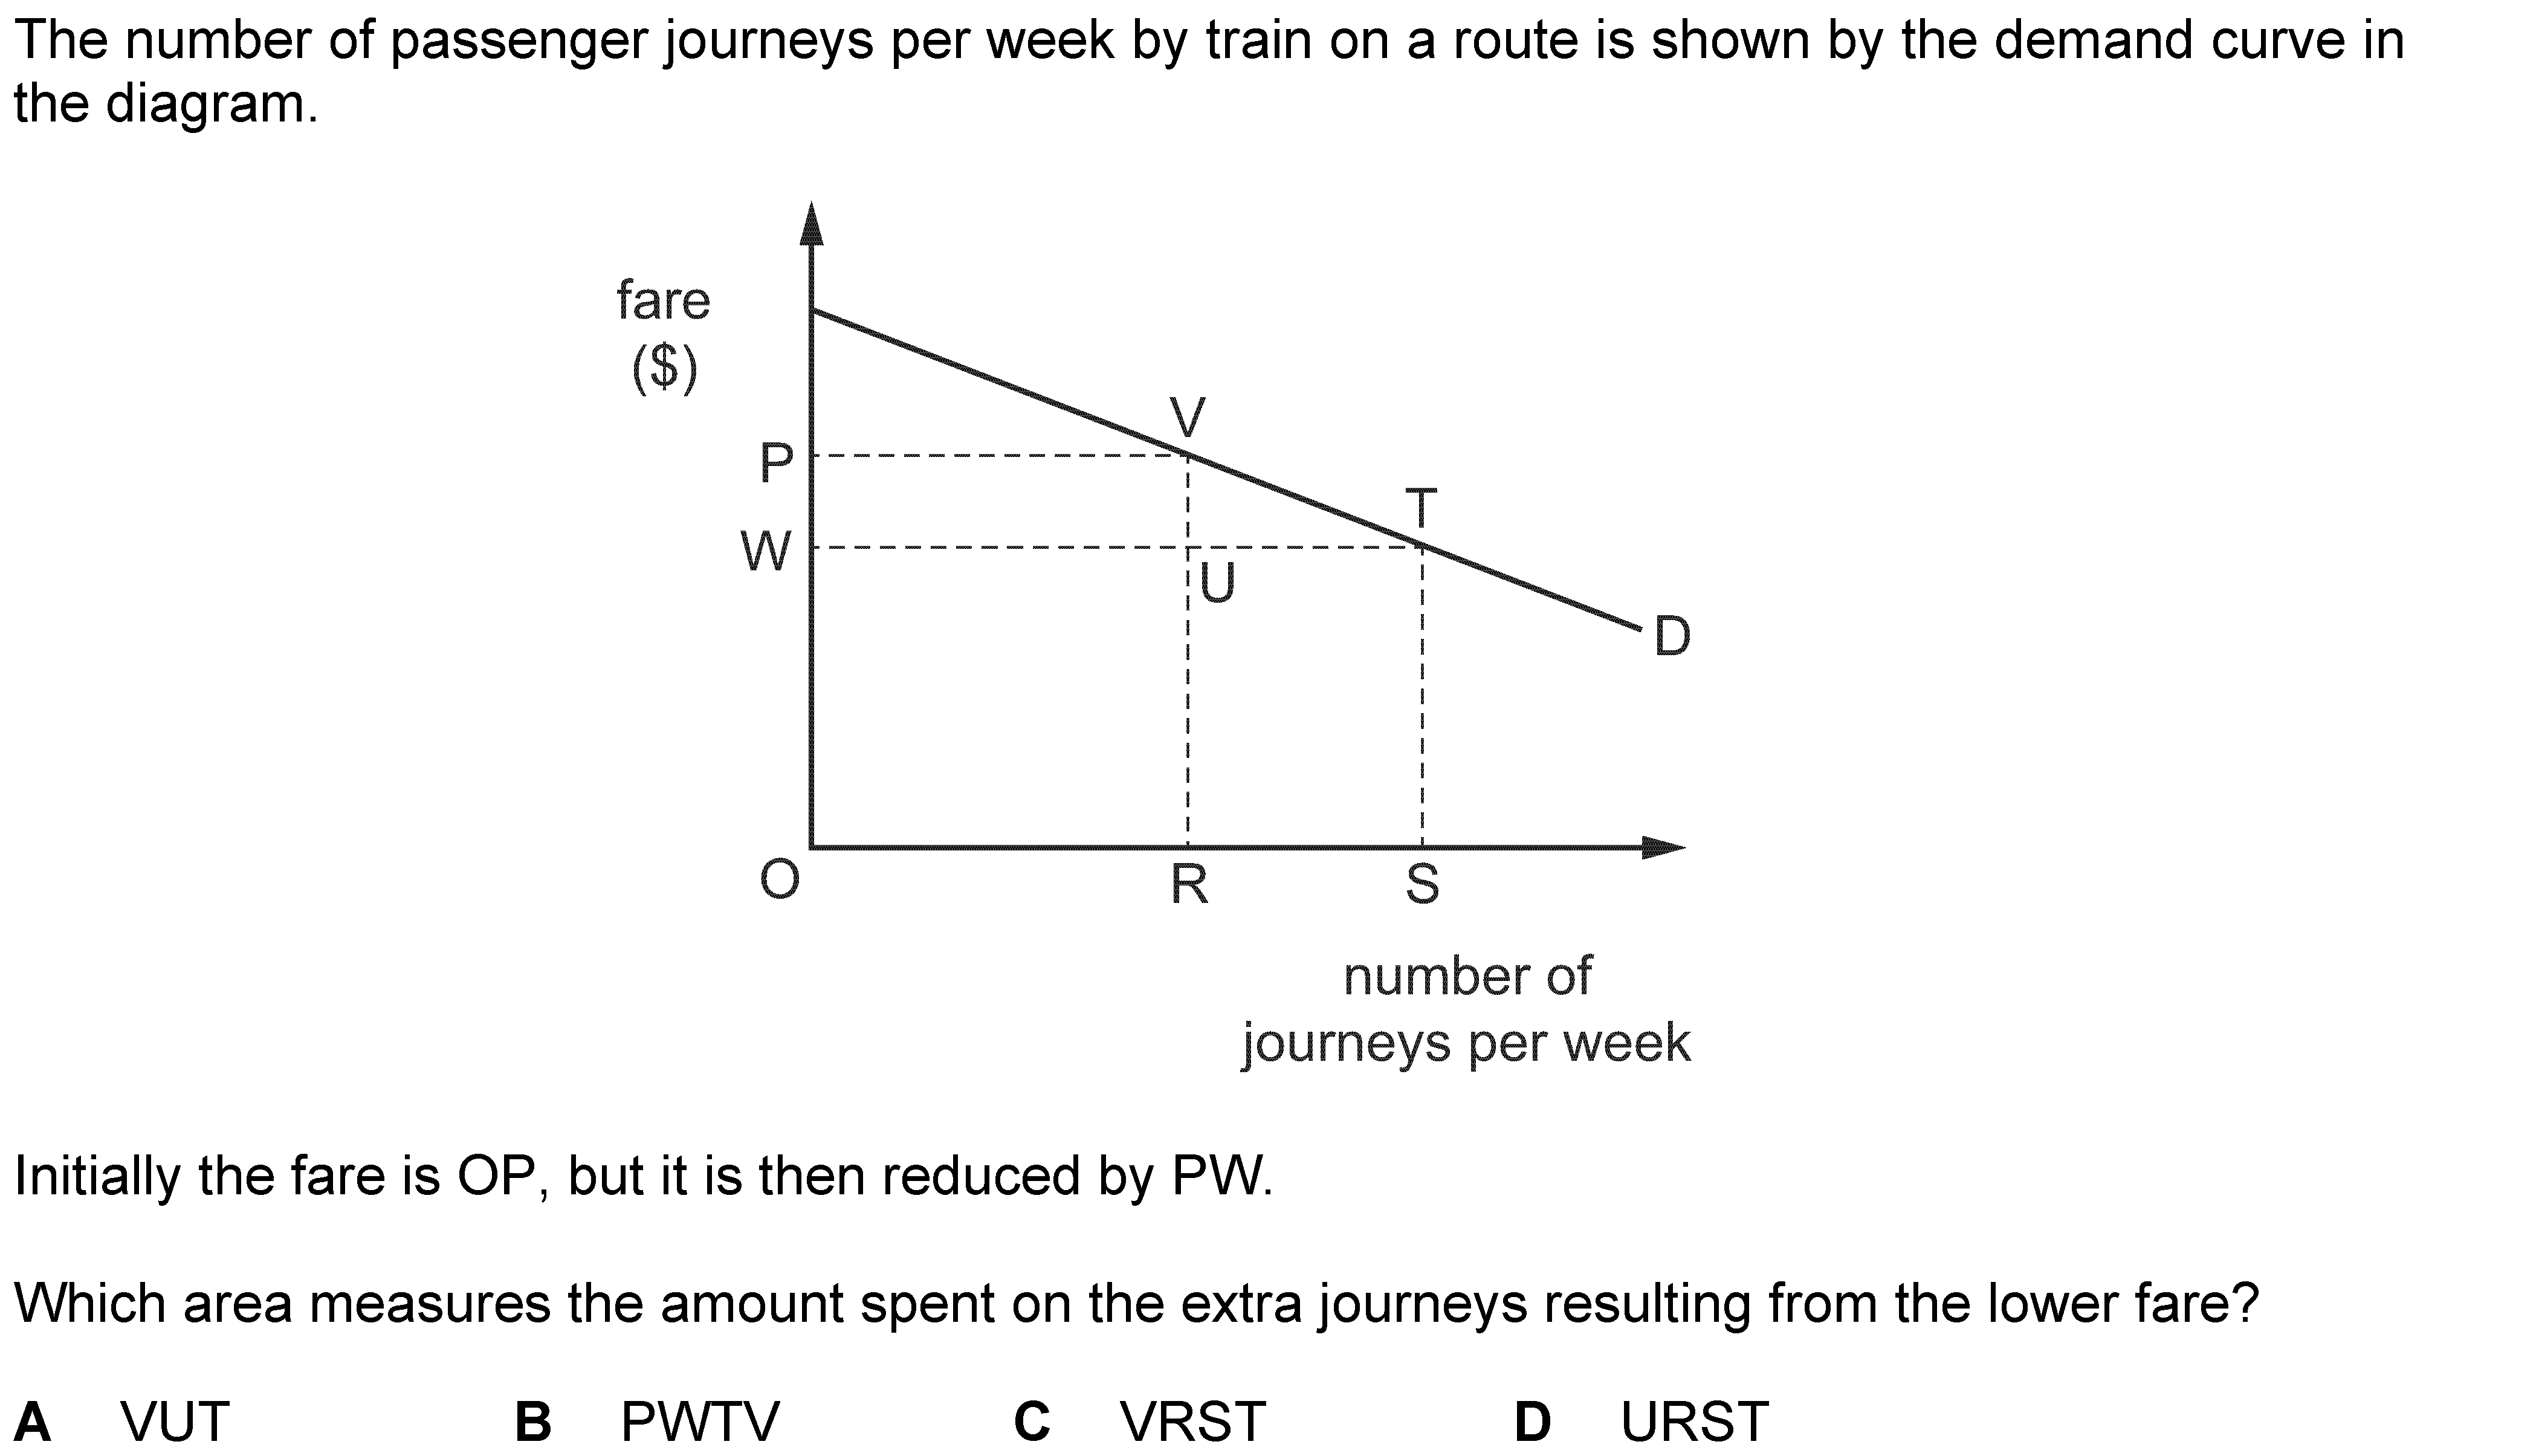 The number of passenger journeys per week by train on a route is shown by the demand curve in
the diagram.
fare
($)
V
P
T
W
U
D
O
R
S
number of
journeys per week
Initially the fare is OP, but it is then reduced by PW.
Which area measures the amount spent on the extra journeys resulting from the lower fare?
A VUT B PWTV C VRST D URST